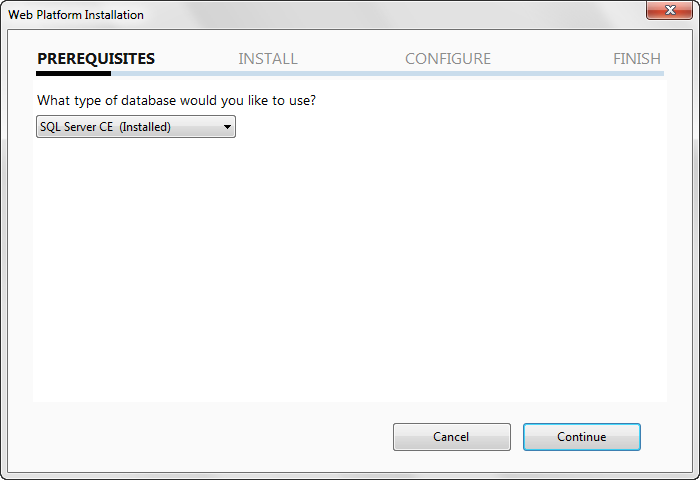 Web Platform Installation
PREREQUISITES INSTALL CONFIGURE FINISH
What type of database would you like to use?
SQL Server CE (Installed)
Cancel Continue